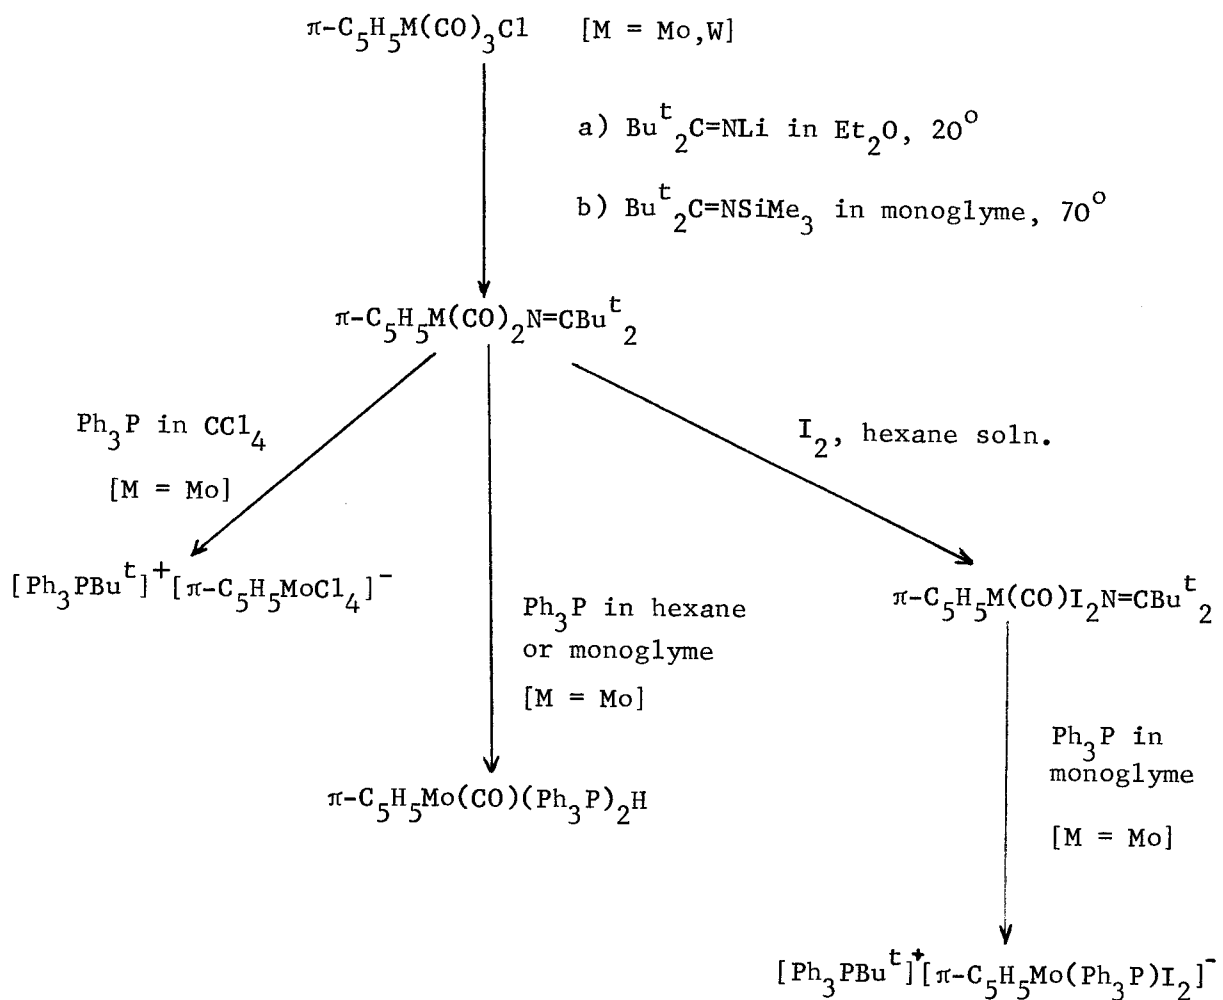 π-C₅H₅M(CO)₃Cl [M = Mo,W]
a) Buᵗ₂C=NLi in Et₂O, 20°
b) Buᵗ₂C=NSiMe₃ in monoglyme, 70°
π-C₅H₅M(CO)₂N=CBuᵗ₂
Ph₃P in CCl₄
[M = Mo]
I₂, hexane soln.
[Ph₃PBuᵗ]⁺[π-C₅H₅MoCl₄]⁻
Ph₃P in hexane
or monoglyme
[M = Mo]
π-C₅H₅M(CO)I₂N=CBuᵗ₂
Ph₃P in
monoglyme
[M = Mo]
π-C₅H₅Mo(CO)(Ph₃P)₂H
[Ph₃PBuᵗ]⁺[π-C₅H₅Mo(Ph₃P)I₂]⁻